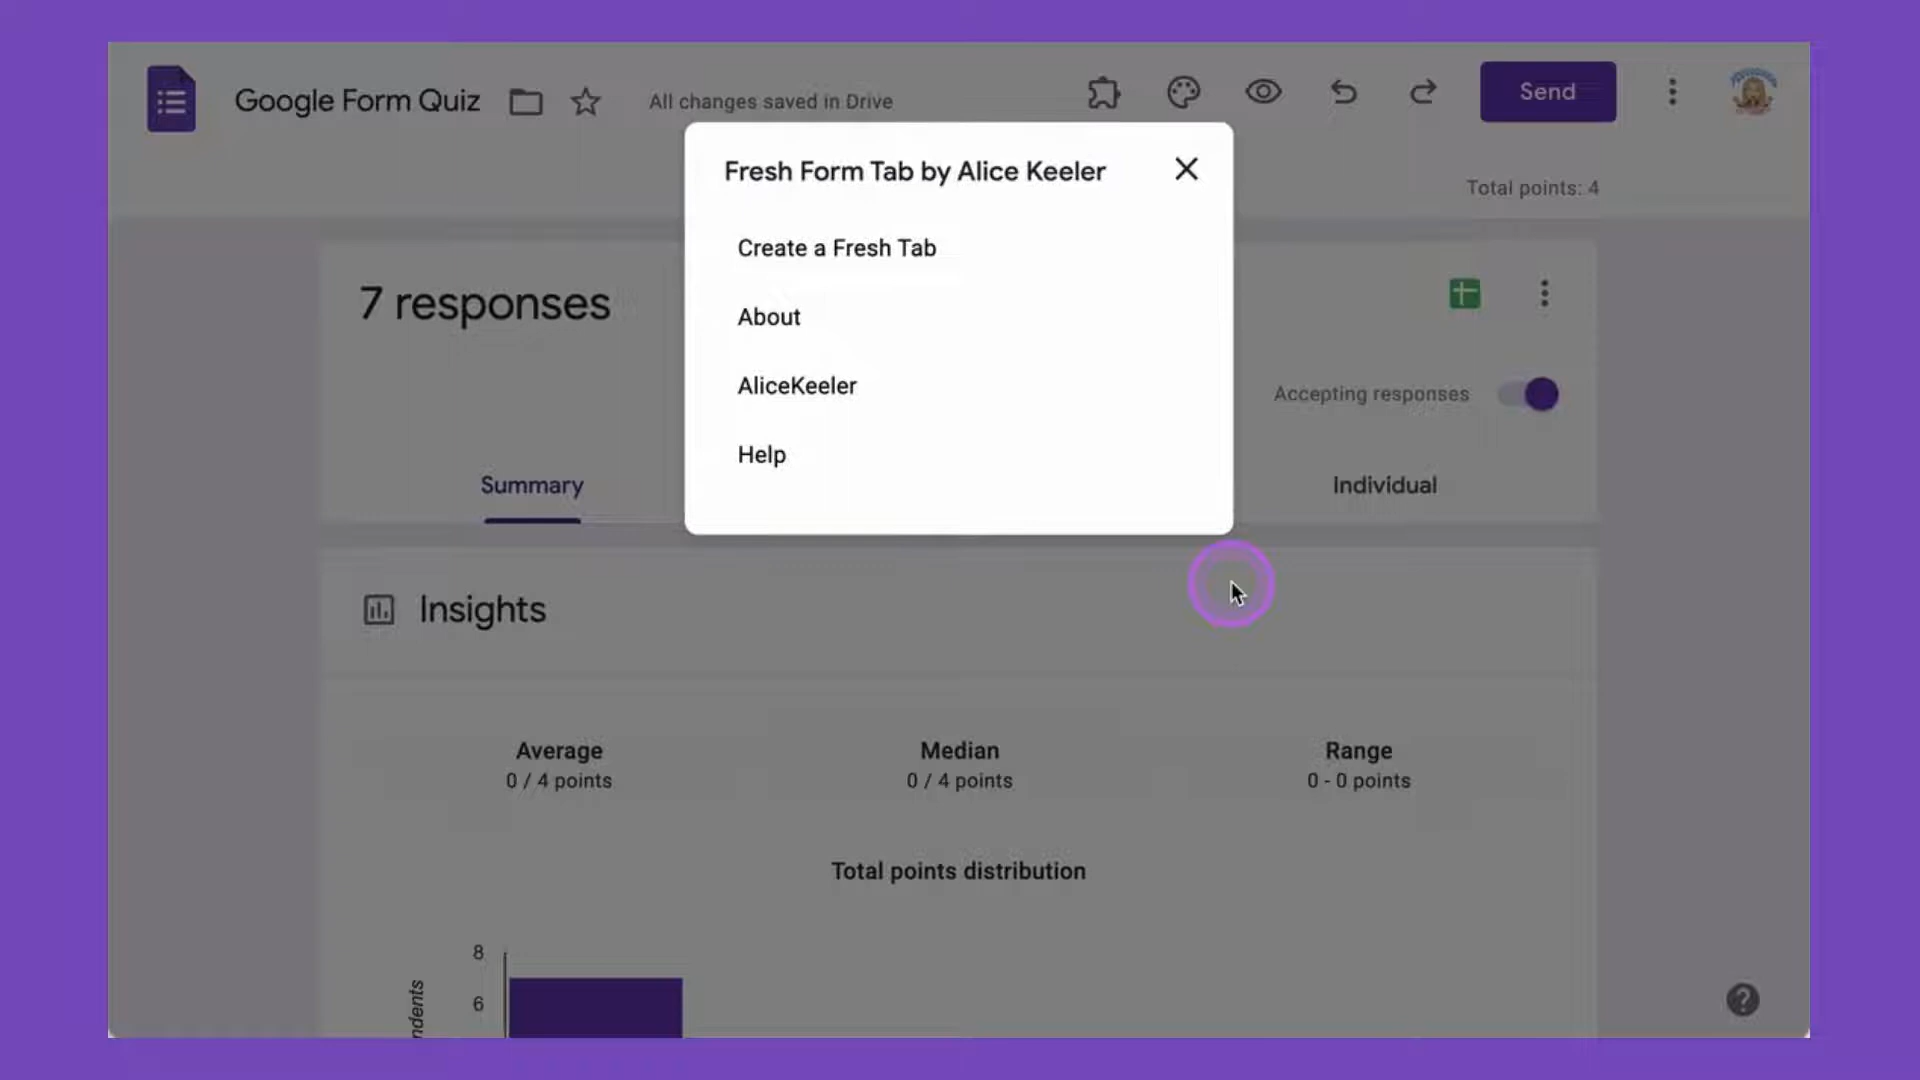 Google Form Quiz
All changes saved in Drive
Send
Fresh Form Tab by Alice Keeler
Total points: 4
Create a Fresh Tab
About
AliceKeeler
Help
7 responses
Accepting responses
Summary
Individual
Insights
Average
0 / 4 points
Median
0 / 4 points
Range
0 - 0 points
Total points distribution
8
6